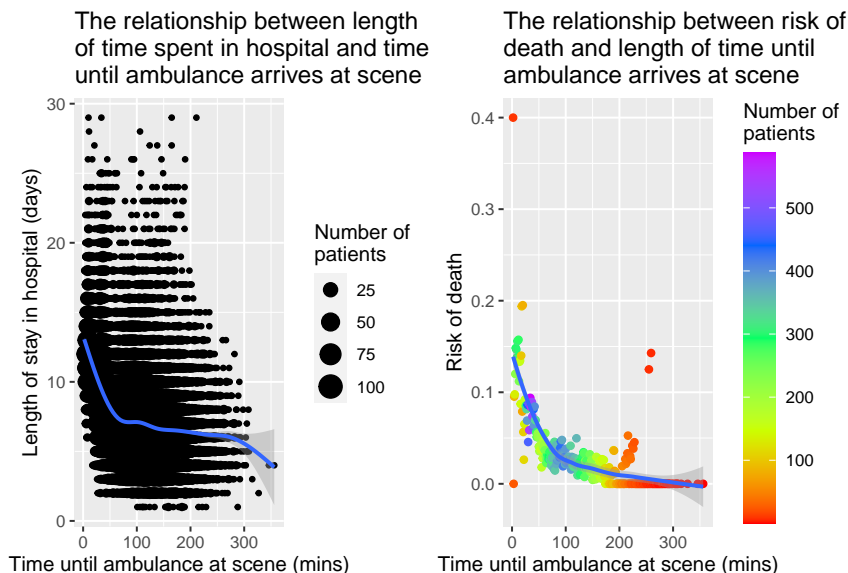 The relationship between length
of time spent in hospital and time
until ambulance arrives at scene
30
20
10
0
0
100
200
300
Length of stay in hospital (days)
Time until ambulance at scene (mins)
Number of
patients
25
50
75
100
The relationship between risk of
death and length of time until
ambulance arrives at scene
0.4
0.3
0.2
0.1
0.0
0
100
200
300
Risk of death
Time until ambulance at scene (mins)
Number of
patients
500
400
300
200
100